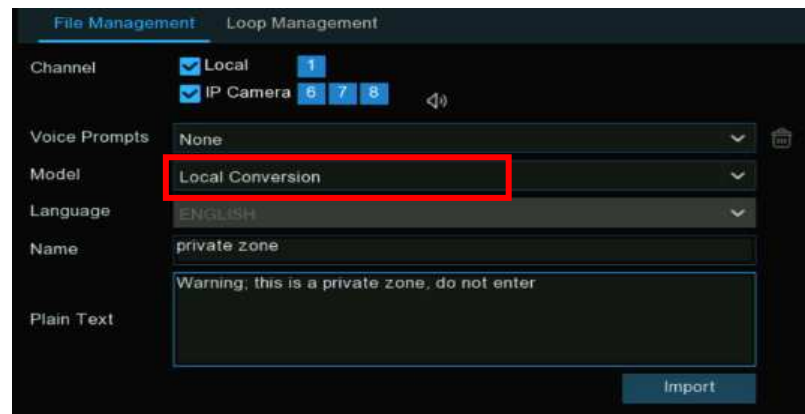 File Management Loop Management
Channel Local 1
IP Camera 6 7 8
Voice Prompts None
Model Local Conversion
Language ENGLISH
Name private zone
Warning; this is a private zone, do not enter
Plain Text
Import